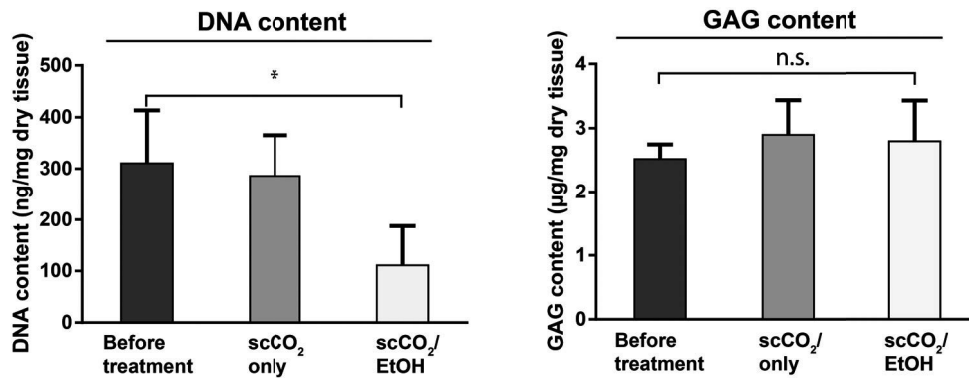 DNA content
DNA content (ng/mg dry tissue)
500
400
300
200
100
0
*
Before
treatment
scCO₂
only
scCO₂/
EtOH
GAG content
GAG content (µg/mg dry tissue)
4
3
2
1
0
n.s.
Before
treatment
scCO₂/
only
scCO₂/
EtOH